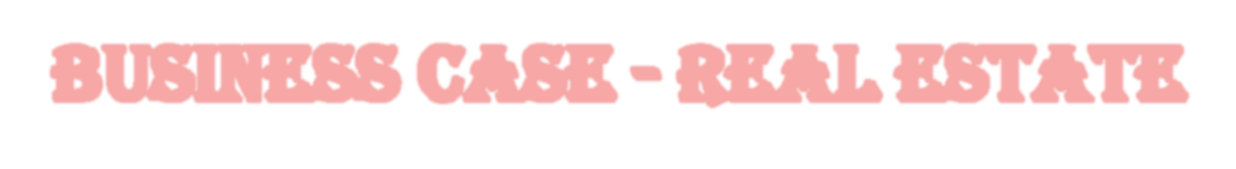 BUSINESS CASE - REAL ESTATE